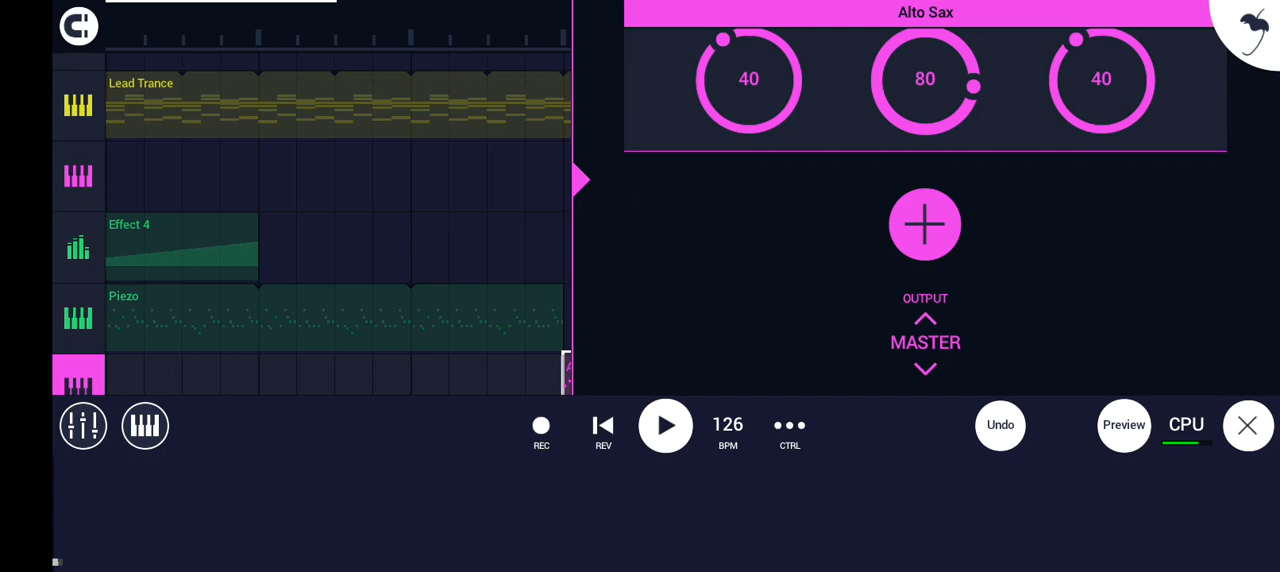 Alto Sax
40
80
40
Lead Trance
Effect 4
Piezo
OUTPUT
MASTER
REC
REV
126
BPM
CTRL
Undo
Preview
CPU